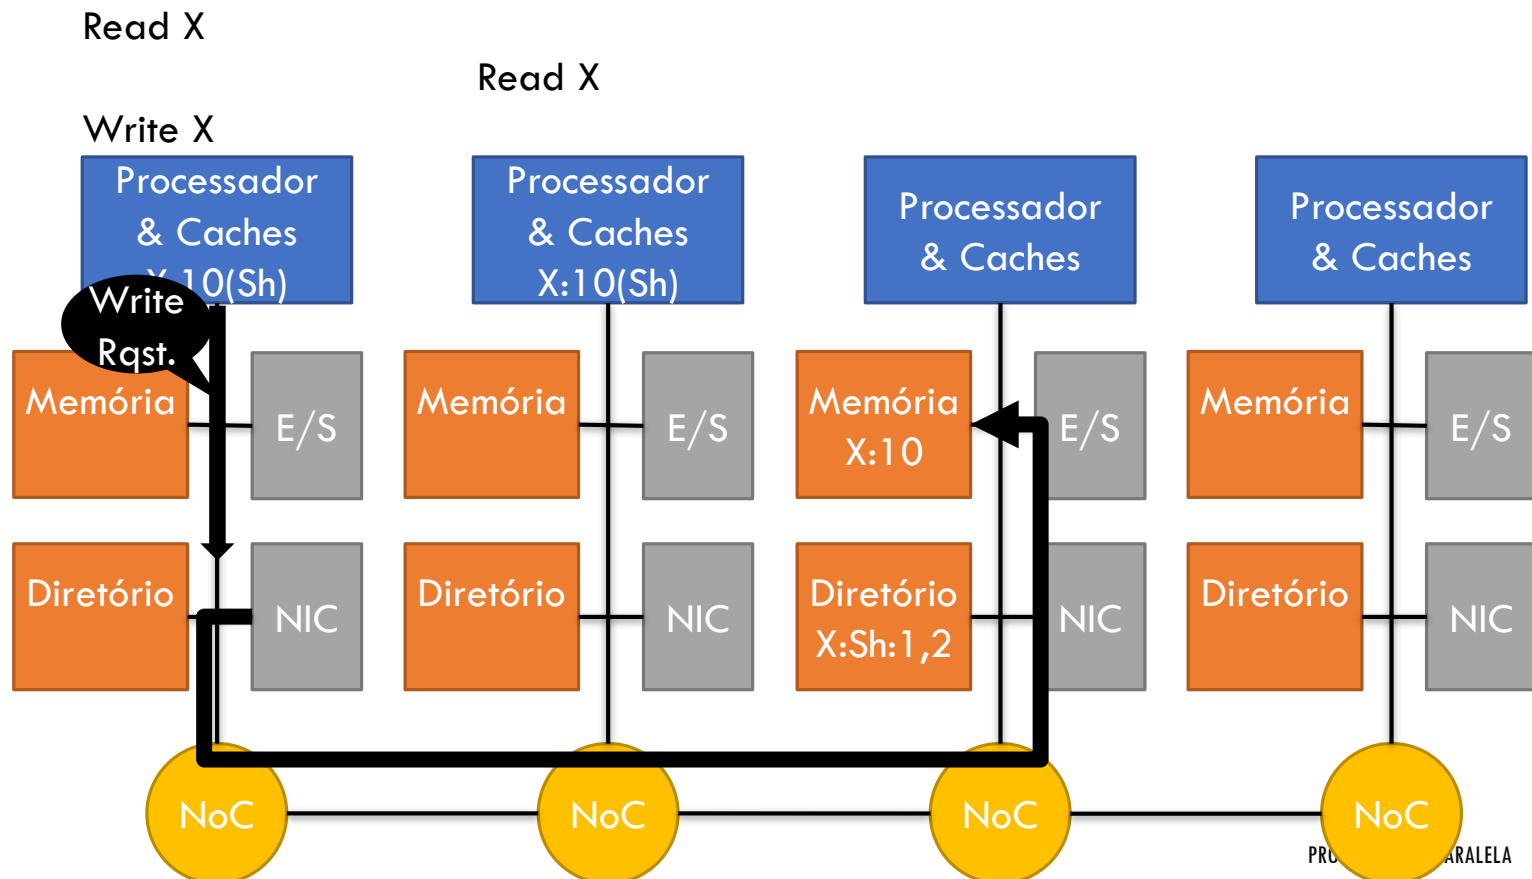 Read X
Read X
Write X
Processador
& Caches
X:10(Sh)
Processador
& Caches
X:10(Sh)
Processador
& Caches
Processador
& Caches
Write
Rqst.
Memória
E/S
Memória
E/S
Memória
X:10
E/S
Memória
E/S
Diretório
NIC
Diretório
NIC
Diretório
X:Sh:1,2
NIC
Diretório
NIC
NoC
NoC
NoC
NoC